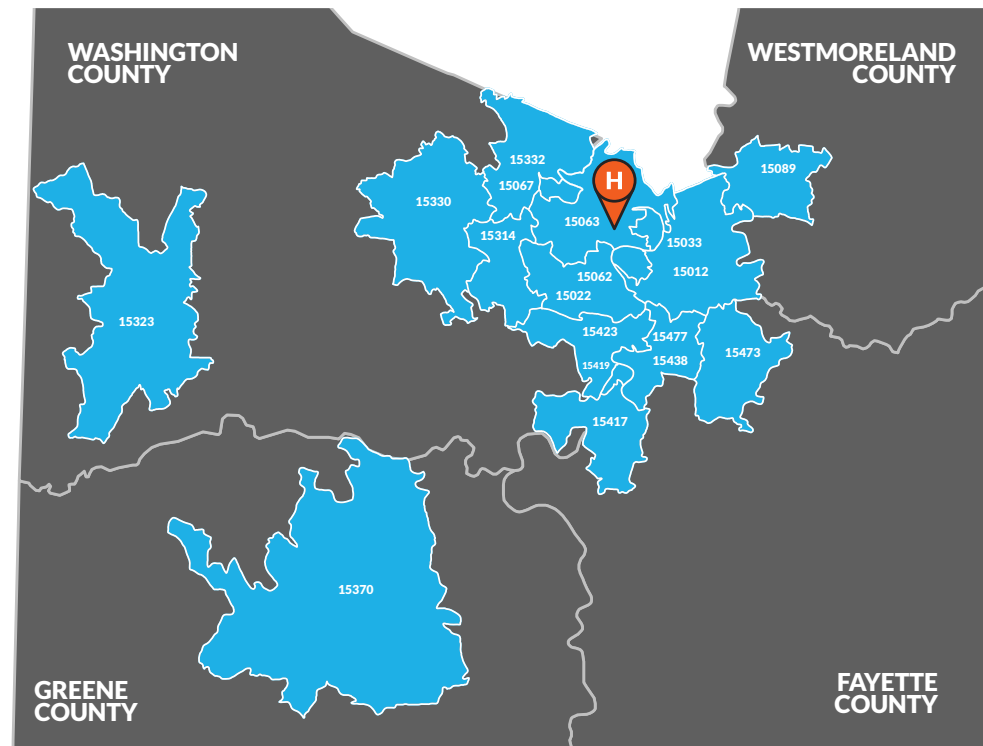 WASHINGTON
COUNTY
WESTMORELAND
COUNTY
15332
15067
15330
15089
H
15063
15314
15033
15012
15062
15022
15323
15423
15477
15473
15438
15419
15417
15370
GREENE
COUNTY
FAYETTE
COUNTY